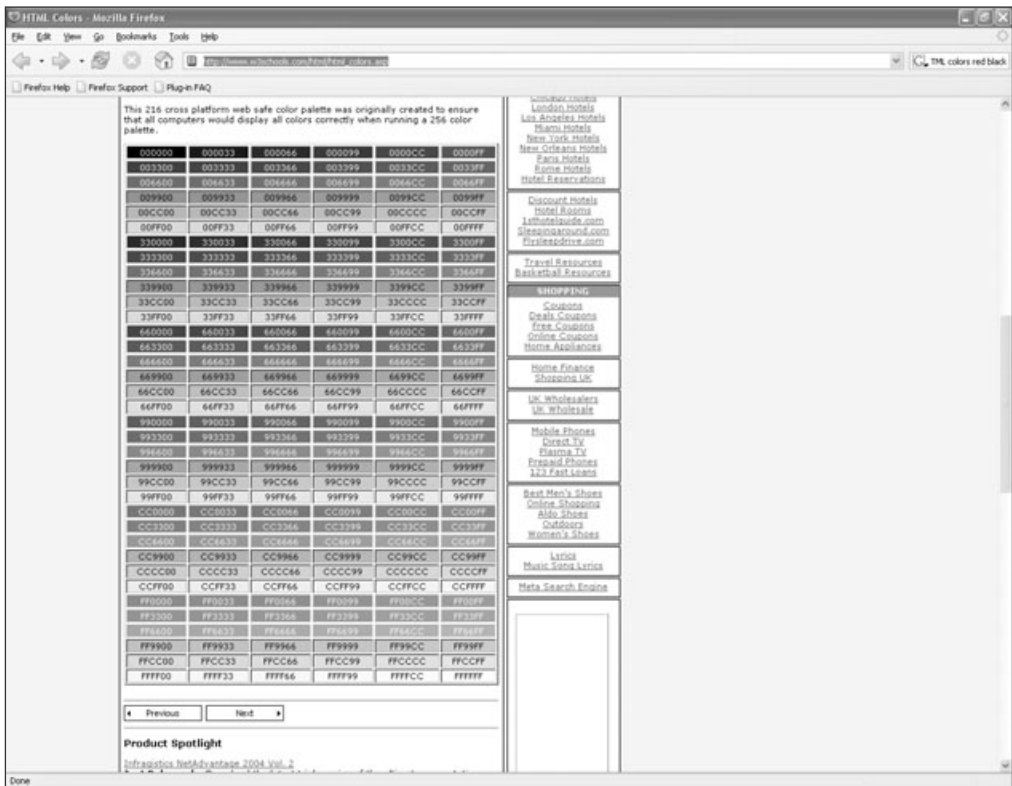 HTML Colors - Mozilla Firefox
File Edit View Go Bookmarks Tools Help
http://www.w3schools.com/html/html_colors.asp
TML colors red black
Firefox Help Firefox Support Plug-in FAQ
This 216 cross platform web safe color palette was originally created to ensure
that all computers would display all colors correctly when running a 256 color
palette.
000000 000033 000066 000099 0000CC 0000FF
003300 003333 003366 003399 0033CC 0033FF
006600 006633 006666 006699 0066CC 0066FF
009900 009933 009966 009999 0099CC 0099FF
00CC00 00CC33 00CC66 00CC99 00CCCC 00CCFF
00FF00 00FF33 00FF66 00FF99 00FFCC 00FFFF
330000 330033 330066 330099 3300CC 3300FF
333300 333333 333366 333399 3333CC 3333FF
336600 336633 336666 336699 3366CC 3366FF
339900 339933 339966 339999 3399CC 3399FF
33CC00 33CC33 33CC66 33CC99 33CCCC 33CCFF
33FF00 33FF33 33FF66 33FF99 33FFCC 33FFFF
660000 660033 660066 660099 6600CC 6600FF
663300 663333 663366 663399 6633CC 6633FF
666600 666633 666666 666699 6666CC 6666FF
669900 669933 669966 669999 6699CC 6699FF
66CC00 66CC33 66CC66 66CC99 66CCCC 66CCFF
66FF00 66FF33 66FF66 66FF99 66FFCC 66FFFF
990000 990033 990066 990099 9900CC 9900FF
993300 993333 993366 993399 9933CC 9933FF
996600 996633 996666 996699 9966CC 9966FF
999900 999933 999966 999999 9999CC 9999FF
99CC00 99CC33 99CC66 99CC99 99CCCC 99CCFF
99FF00 99FF33 99FF66 99FF99 99FFCC 99FFFF
CC0000 CC0033 CC0066 CC0099 CC00CC CC00FF
CC3300 CC3333 CC3366 CC3399 CC33CC CC33FF
CC6600 CC6633 CC6666 CC6699 CC66CC CC66FF
CC9900 CC9933 CC9966 CC9999 CC99CC CC99FF
CCCC00 CCCC33 CCCC66 CCCC99 CCCCCC CCCCFF
CCFF00 CCFF33 CCFF66 CCFF99 CCFFCC CCFFFF
FF0000 FF0033 FF0066 FF0099 FF00CC FF00FF
FF3300 FF3333 FF3366 FF3399 FF33CC FF33FF
FF6600 FF6633 FF6666 FF6699 FF66CC FF66FF
FF9900 FF9933 FF9966 FF9999 FF99CC FF99FF
FFCC00 FFCC33 FFCC66 FFCC99 FFCCCC FFCCFF
FFFF00 FFFF33 FFFF66 FFFF99 FFFFCC FFFFFF
Previous Next
Product Spotlight
Infragistics NetAdvantage 2004 Vol. 2
Chicago Hotels
London Hotels
Los Angeles Hotels
Miami Hotels
New York Hotels
New Orleans Hotels
Paris Hotels
Rome Hotels
Hotel Reservations
Discount Hotels
Hotel Rooms
1sthotelguide.com
Sleepingaround.com
Flysleepdrive.com
Travel Resources
Basketball Resources
SHOPPING
Coupons
Deals Coupons
Free Coupons
Online Coupons
Home Appliances
Home Finance
Shopping UK
UK Wholesalers
UK Wholesale
Mobile Phones
Direct TV
Plasma TV
Prepaid Phones
123 Fast Loans
Best Men's Shoes
Online Shopping
Aldo Shoes
Outdoors
Women's Shoes
Lyrics
Music Song Lyrics
Meta Search Engine
Done